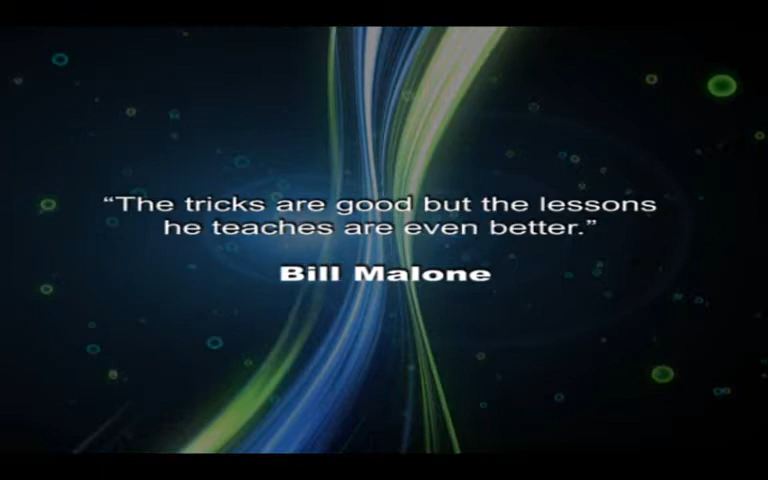 “The tricks are good but the lessons
he teaches are even better.”
Bill Malone